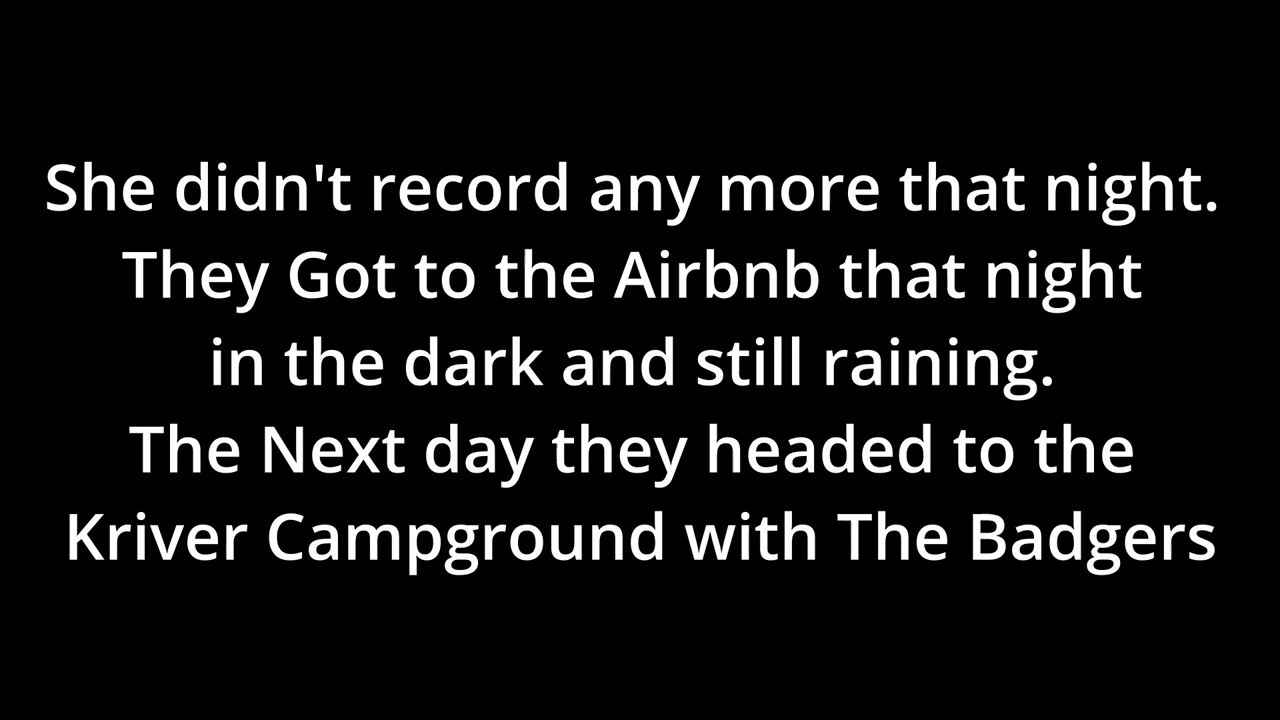 She didn't record any more that night.
They Got to the Airbnb that night
in the dark and still raining.
The Next day they headed to the
Kriver Campground with The Badgers